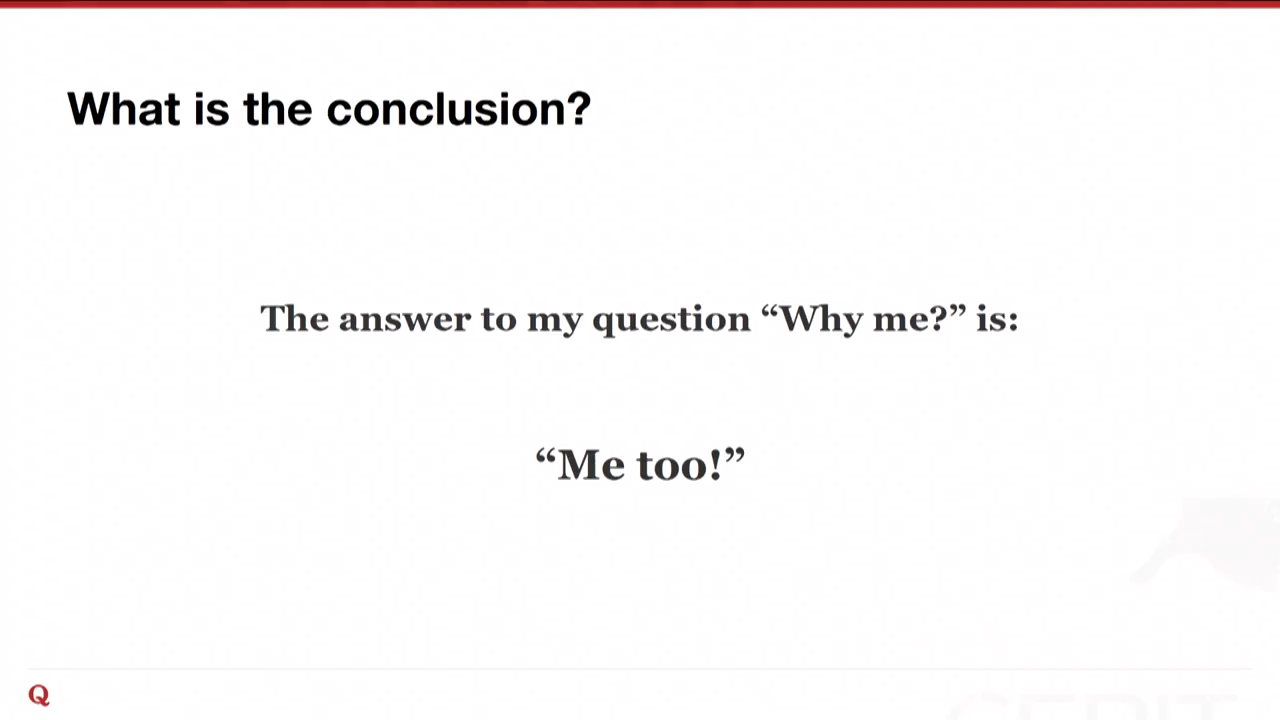 What is the conclusion?
The answer to my question “Why me?” is:
“Me too!”
Q